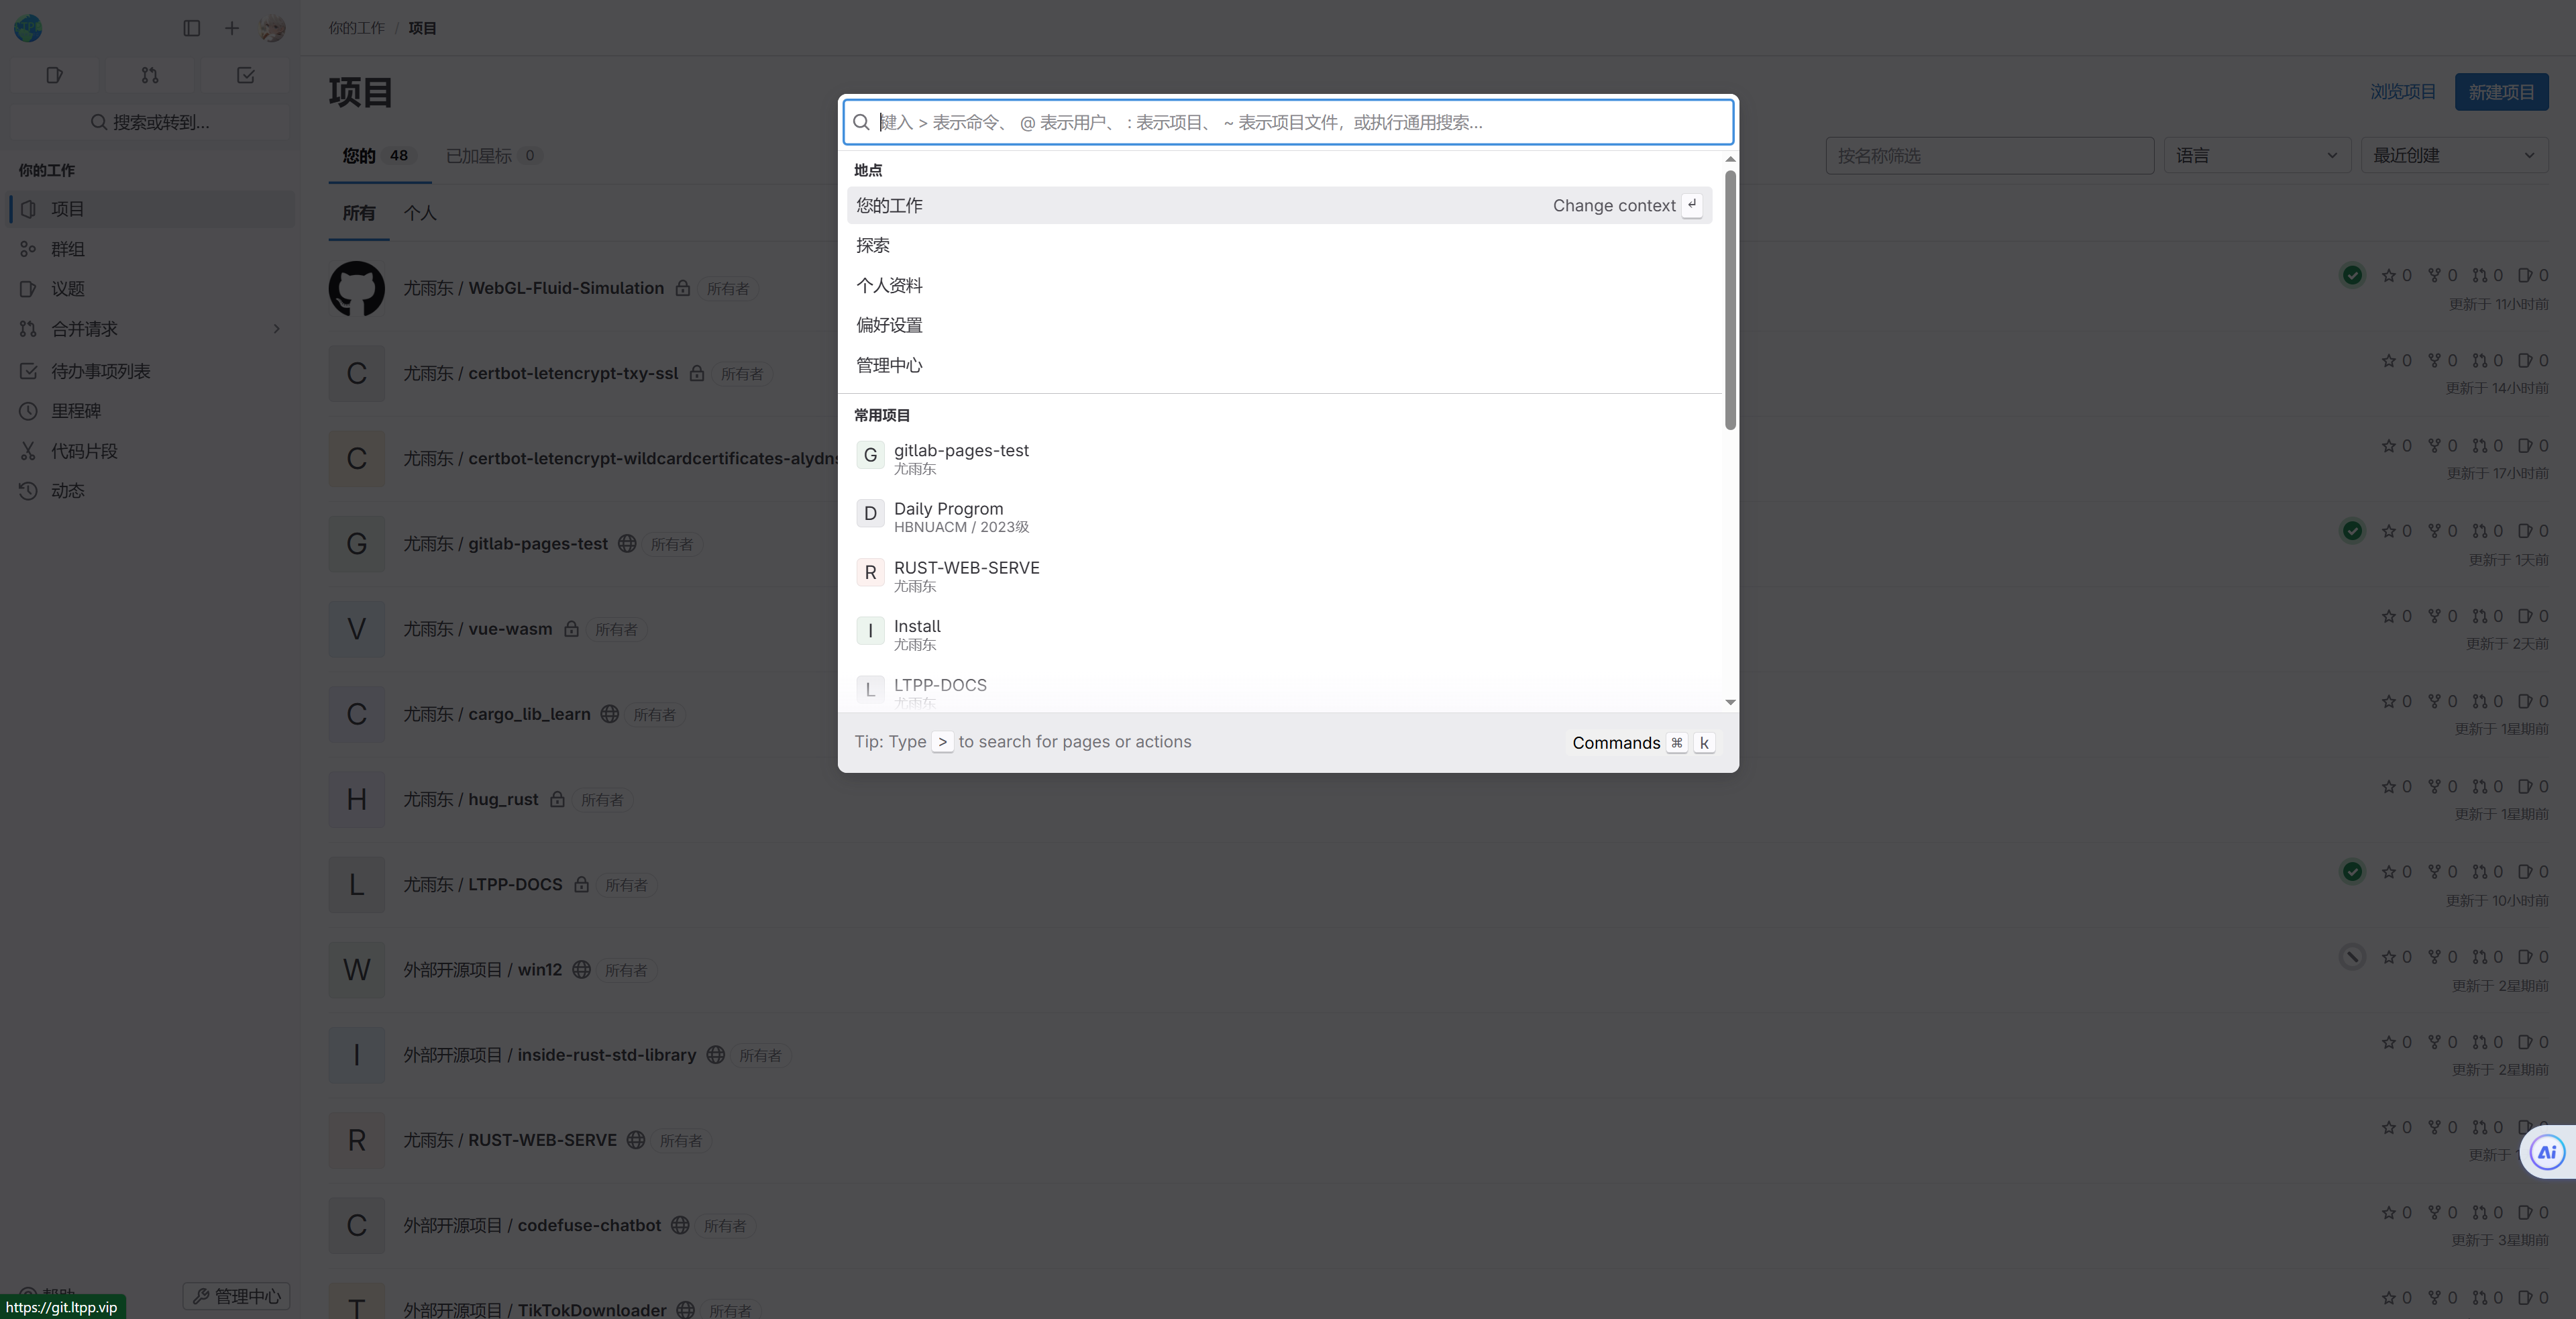 你的工作 / 项目
搜索或转到...
你的工作
项目
群组
议题
合并请求
待办事项列表
里程碑
代码片段
动态
管理中心
https://git.ltpp.vip
项目
浏览项目
新建项目
您的 48
已加星标 0
按名称筛选
语言
最近创建
所有
个人
尤雨东 / WebGL-Fluid-Simulation 所有者
0 0 0 0
更新于 11小时前
C
尤雨东 / certbot-letencrypt-txy-ssl 所有者
0 0 0 0
更新于 14小时前
C
尤雨东 / certbot-letencrypt-wildcardcertificates-alydns
0 0 0 0
更新于 17小时前
G
尤雨东 / gitlab-pages-test 所有者
0 0 0 0
更新于 1天前
V
尤雨东 / vue-wasm 所有者
0 0 0 0
更新于 2天前
C
尤雨东 / cargo_lib_learn 所有者
0 0 0 0
更新于 1星期前
H
尤雨东 / hug_rust 所有者
0 0 0 0
更新于 1星期前
L
尤雨东 / LTPP-DOCS 所有者
0 0 0 0
更新于 10小时前
W
外部开源项目 / win12 所有者
0 0 0 0
更新于 2星期前
I
外部开源项目 / inside-rust-std-library 所有者
0 0 0 0
更新于 2星期前
R
尤雨东 / RUST-WEB-SERVE 所有者
0 0 0
更新于
C
外部开源项目 / codefuse-chatbot 所有者
0 0 0 0
更新于 3星期前
T
外部开源项目 / TikTokDownloader 所有者
0 0 0 0
键入 > 表示命令、 @ 表示用户、 : 表示项目、 ~ 表示项目文件，或执行通用搜索...
地点
您的工作 Change context
探索
个人资料
偏好设置
管理中心
常用项目
G gitlab-pages-test
尤雨东
D Daily Progrom
HBNUACM / 2023级
R RUST-WEB-SERVE
尤雨东
I Install
尤雨东
L LTPP-DOCS
尤雨东
Tip: Type > to search for pages or actions
Commands ⌘ k
Ai